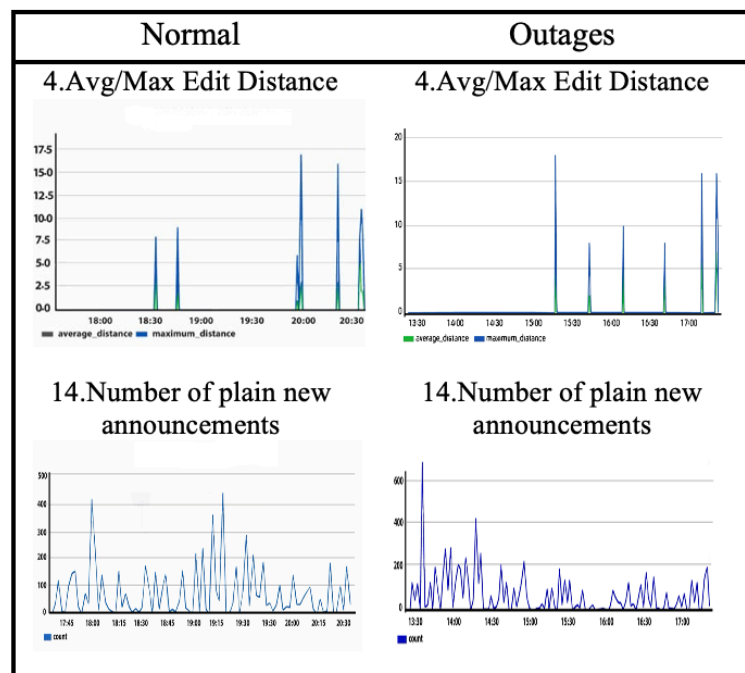 Normal
Outages
4.Avg/Max Edit Distance
4.Avg/Max Edit Distance
17-5
15-0
12-5
10-0
7-5
5-0
2-5
0-0
18:00 18:30 19:00 19:30 20:00 20:30
average_distance maximum_distance
20
15
10
5
0
13:30 14:00 14:30 15:00 15:30 16:00 16:30 17:00
average_distance maximum_distance
14.Number of plain new
announcements
14.Number of plain new
announcements
500
400
300
200
100
0
17:45 18:00 18:15 18:30 18:45 19:00 19:15 19:30 19:45 20:00 20:15 20:30
count
600
400
200
0
13:30 14:00 14:30 15:00 15:30 16:00 16:30 17:00
count